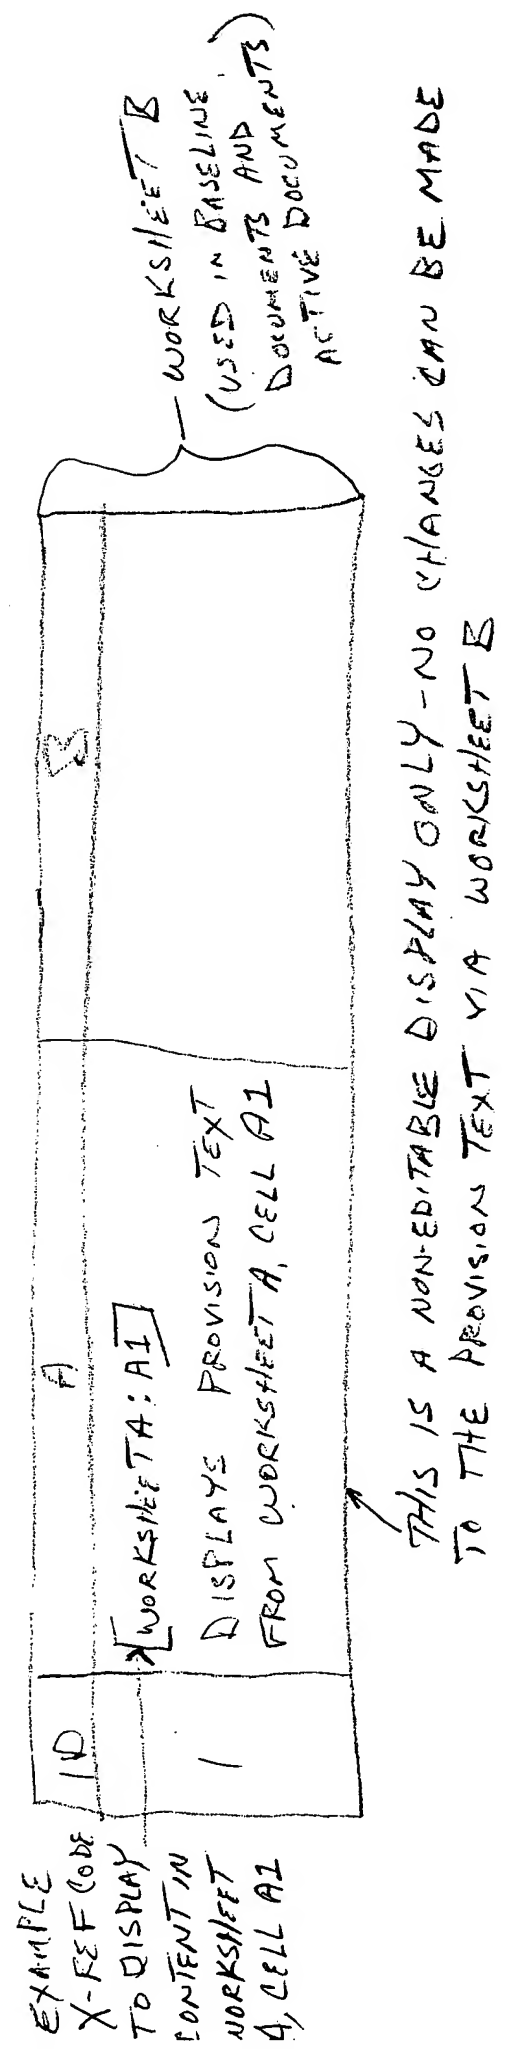 EXAMPLE
X-REF CODE
TO DISPLAY
CONTENT IN
WORKSHEET
A, CELL A1
ID
A
B
1
[WORKSHEET A: A1]
DISPLAYS PROVISION TEXT
FROM WORKSHEET A, CELL A1
WORKSHEET B
(USED IN BASELINE
DOCUMENTS AND
ACTIVE DOCUMENTS)
THIS IS A NON-EDITABLE DISPLAY ONLY - NO CHANGES CAN BE MADE
TO THE PROVISION TEXT VIA WORKSHEET B